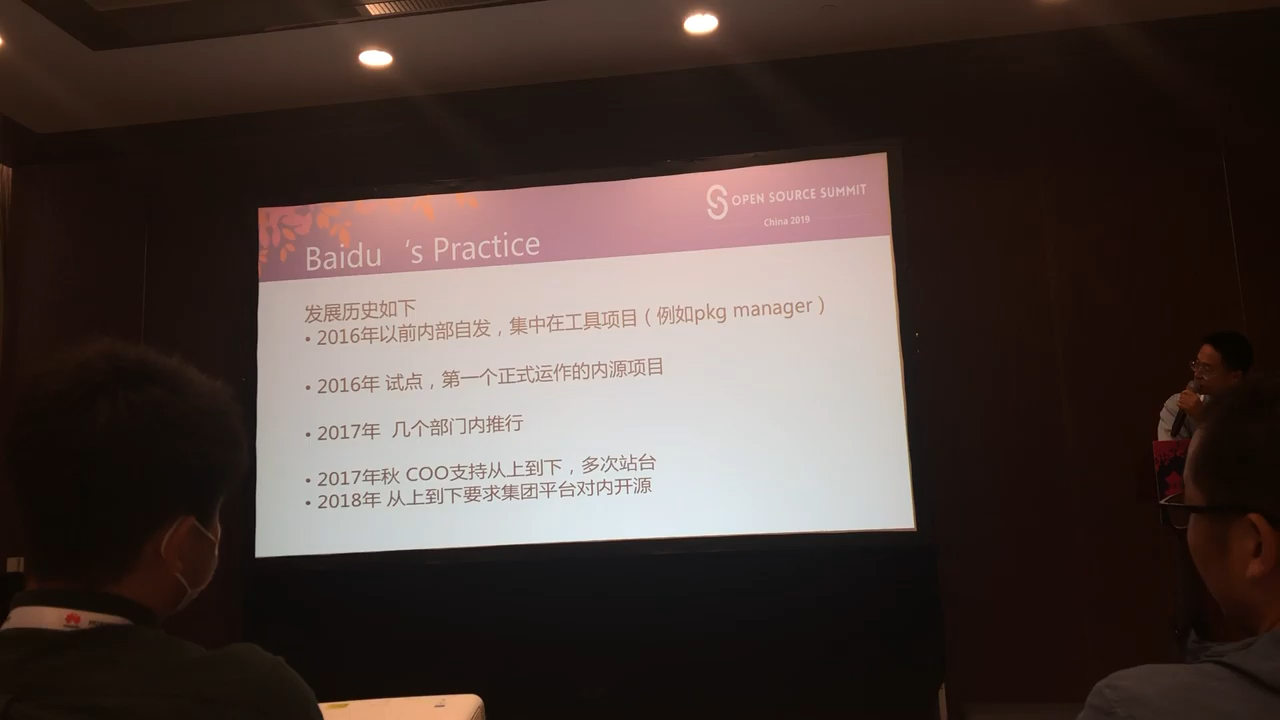 OPEN SOURCE SUMMIT
China 2019
Baidu ‘s Practice
发展历史如下
• 2016年以前内部自发，集中在工具项目（例如pkg manager）
• 2016年 试点，第一个正式运作的内源项目
• 2017年 几个部门内推行
• 2017年秋 COO支持从上到下，多次站台
• 2018年 从上到下要求集团平台对内开源